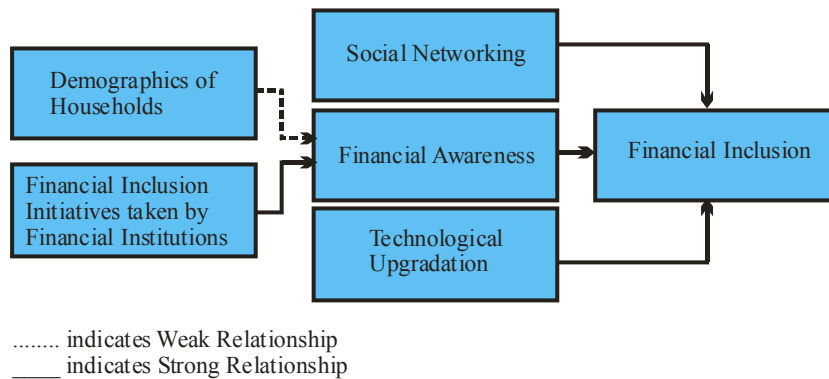 Demographics of
Households
Financial Inclusion
Initiatives taken by
Financial Institutions
Social Networking
Financial Awareness
Technological
Upgradation
Financial Inclusion
........ indicates Weak Relationship
____ indicates Strong Relationship